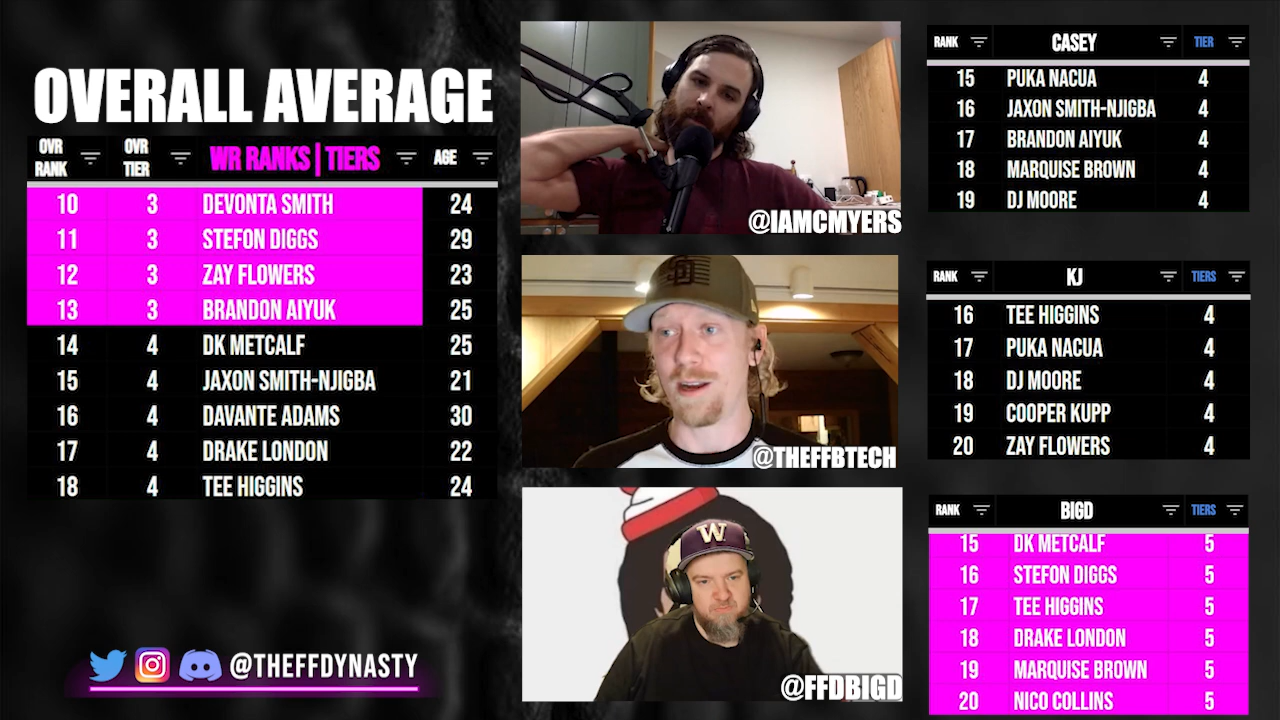 OVERALL AVERAGE
OVR RANK OVR TIER WR RANKS | TIERS AGE
10 3 DEVONTA SMITH 24
11 3 STEFON DIGGS 29
12 3 ZAY FLOWERS 23
13 3 BRANDON AIYUK 25
14 4 DK METCALF 25
15 4 JAXON SMITH-NJIGBA 21
16 4 DAVANTE ADAMS 30
17 4 DRAKE LONDON 22
18 4 TEE HIGGINS 24
@THEFFDYNASTY
@IAMCMYERS
@THEFFBTECH
W
@FFDBIGD
RANK CASEY TIER
15 PUKA NACUA 4
16 JAXON SMITH-NJIGBA 4
17 BRANDON AIYUK 4
18 MARQUISE BROWN 4
19 DJ MOORE 4
RANK KJ TIERS
16 TEE HIGGINS 4
17 PUKA NACUA 4
18 DJ MOORE 4
19 COOPER KUPP 4
20 ZAY FLOWERS 4
RANK BIGD TIERS
15 DK METCALF 5
16 STEFON DIGGS 5
17 TEE HIGGINS 5
18 DRAKE LONDON 5
19 MARQUISE BROWN 5
20 NICO COLLINS 5